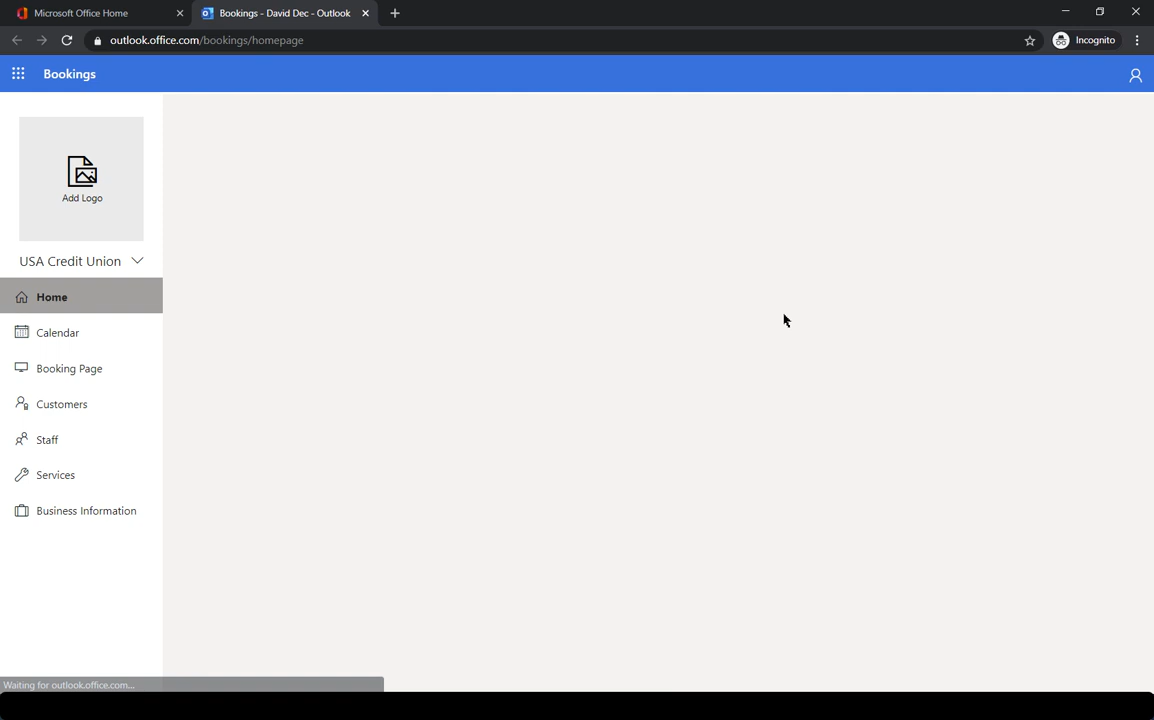 Microsoft Office Home
Bookings - David Dec - Outlook
outlook.office.com/bookings/homepage
Incognito
Bookings
Add Logo
USA Credit Union
Home
Calendar
Booking Page
Customers
Staff
Services
Business Information
Waiting for outlook.office.com...